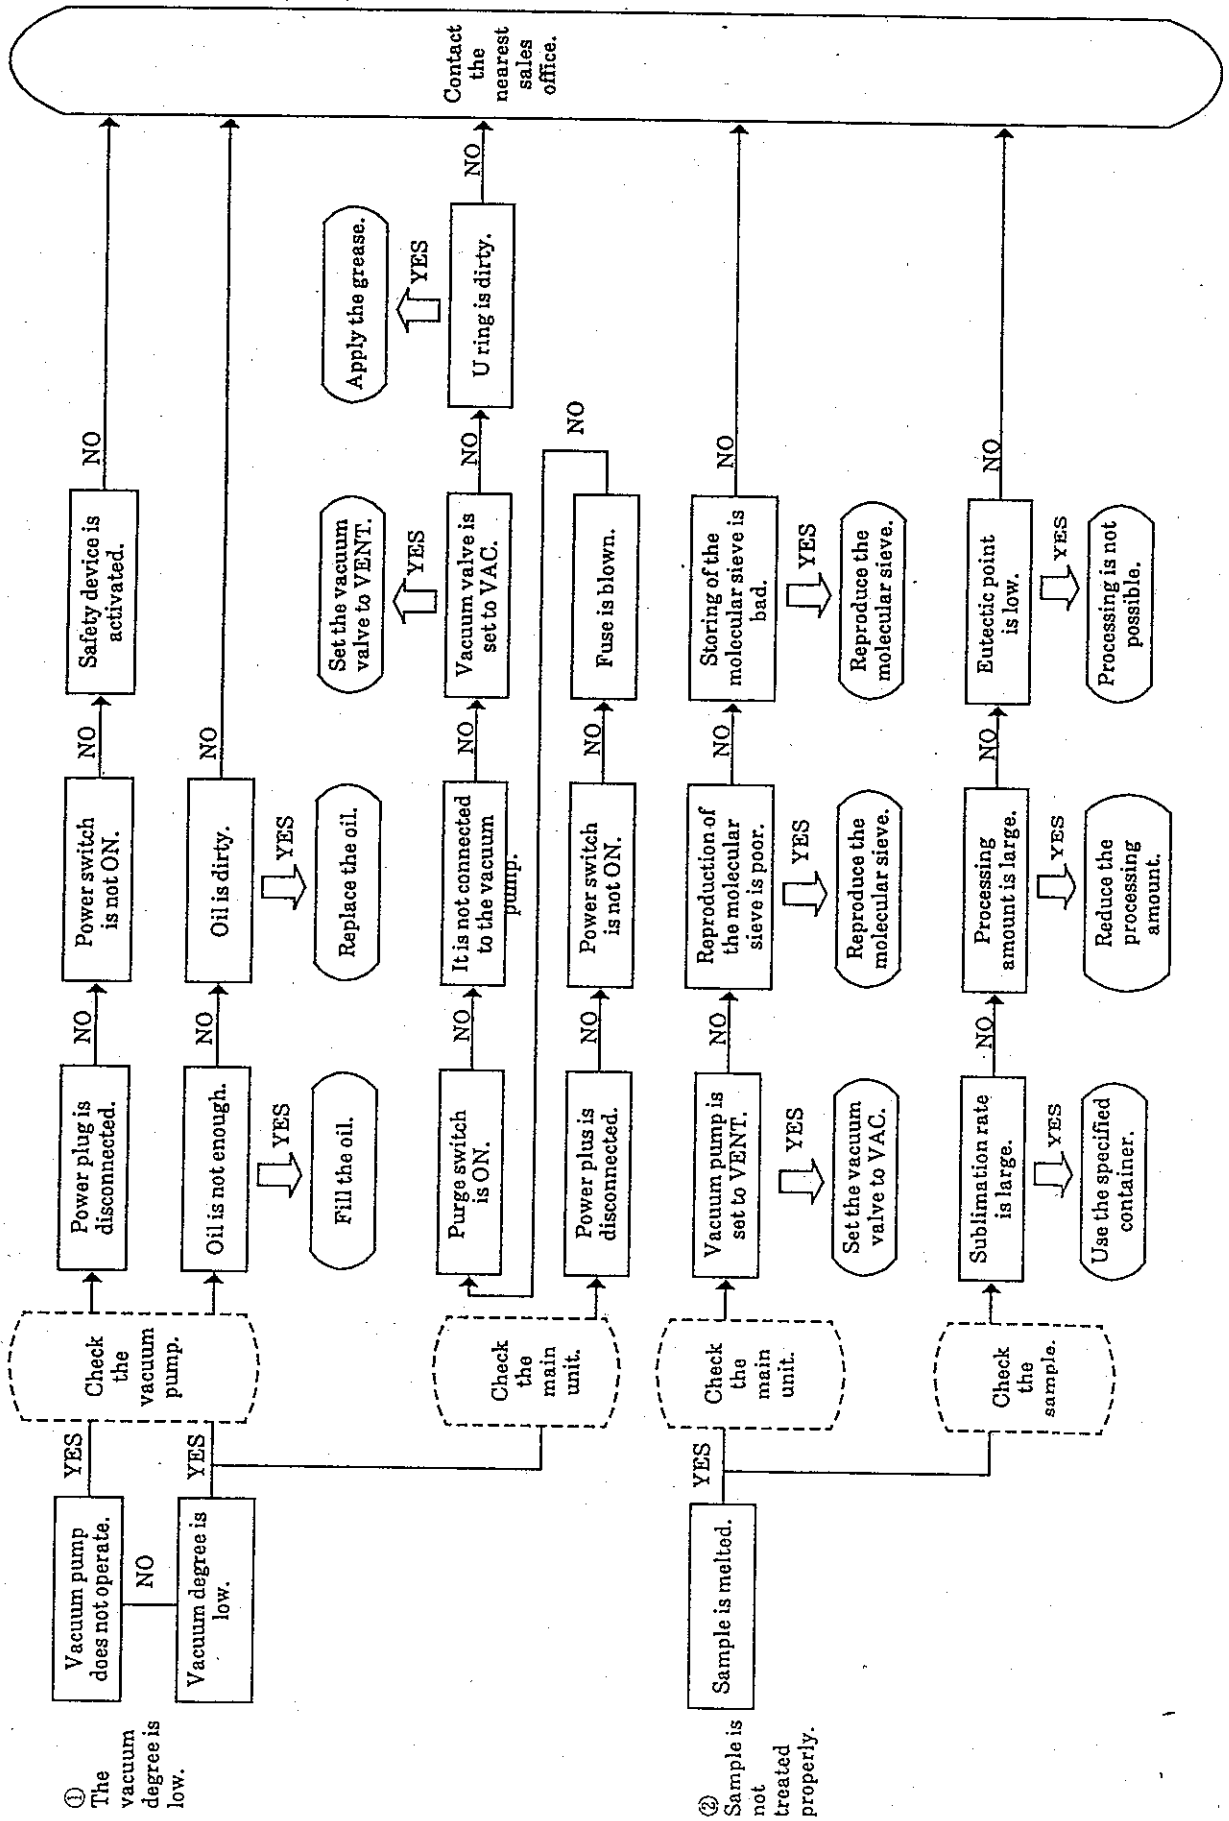 ① The
vacuum
degree is
low.
Vacuum pump
does not operate.
YES
NO
Vacuum degree is
low.
YES
Check
the
vacuum
pump.
Power plug is
disconnected.
NO
Power switch
is not ON.
NO
Safety device is
activated.
NO
Oil is not enough.
NO
YES
Fill the oil.
Oil is dirty.
NO
YES
Replace the oil.
Check
the
main
unit.
Purge switch
is ON.
NO
It is not connected
to the vacuum
pump.
NO
Set the vacuum
valve to VENT.
YES
Vacuum valve is
set to VAC.
NO
Apply the grease.
YES
U ring is dirty.
NO
Power plus is
disconnected.
NO
Power switch
is not ON.
NO
Fuse is blown.
NO
Contact
the
nearest
sales
office.
② Sample is
not
treated
properly.
Sample is melted.
YES
Check
the
main
unit.
Vacuum pump is
set to VENT.
NO
YES
Set the vacuum
valve to VAC.
Reproduction of
the molecular
sieve is poor.
NO
YES
Reproduce the
molecular sieve.
Storing of the
molecular sieve is
bad.
NO
YES
Reproduce the
molecular sieve.
Check
the
sample.
Sublimation rate
is large.
NO
YES
Use the specified
container.
Processing
amount is large.
NO
YES
Reduce the
processing
amount.
Eutectic point
is low.
NO
YES
Processing is not
possible.